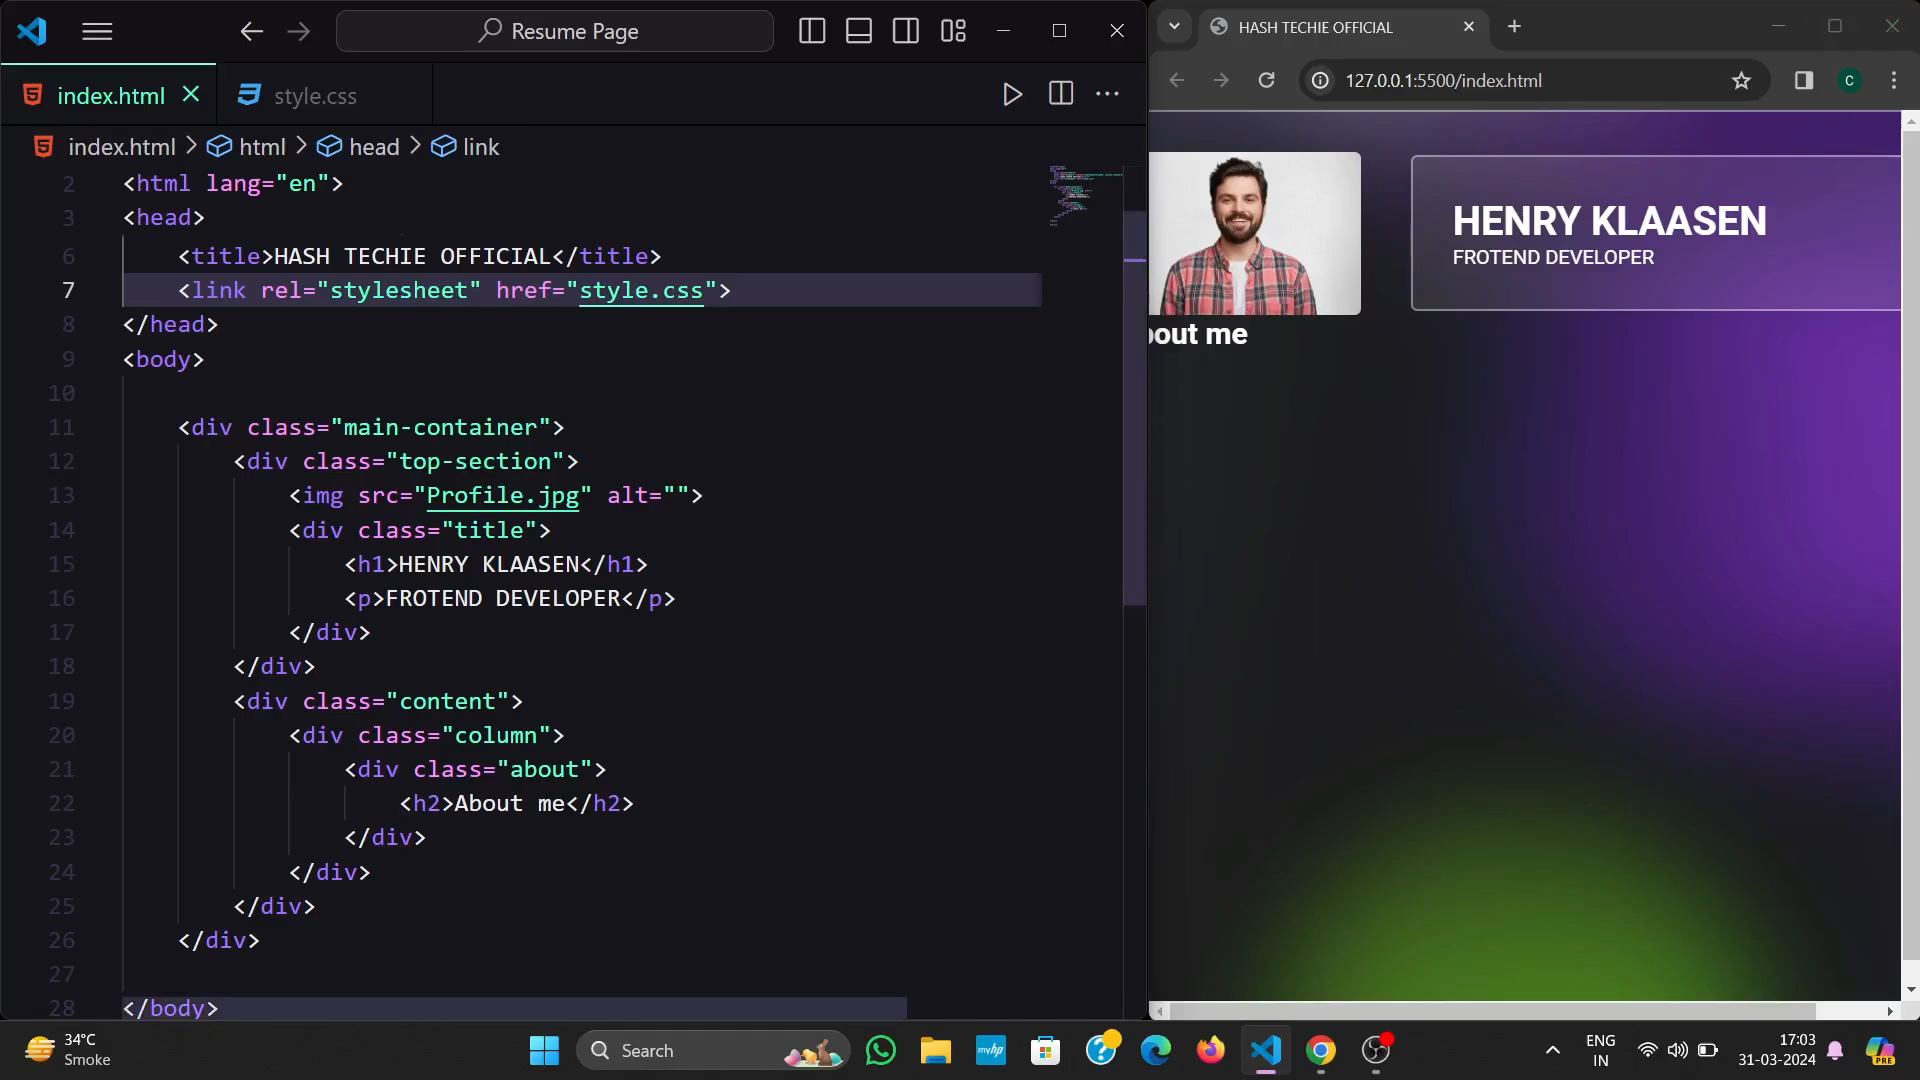 Resume Page
index.html
style.css
index.html > html > head > link
2 <html lang="en">
3 <head>
6 <title>HASH TECHIE OFFICIAL</title>
7 <link rel="stylesheet" href="style.css">
8 </head>
9 <body>
10
11 <div class="main-container">
12 <div class="top-section">
13 <img src="Profile.jpg" alt="">
14 <div class="title">
15 <h1>HENRY KLAASEN</h1>
16 <p>FROTEND DEVELOPER</p>
17 </div>
18 </div>
19 <div class="content">
20 <div class="column">
21 <div class="about">
22 <h2>About me</h2>
23 </div>
24 </div>
25 </div>
26 </div>
27
28 </body>
HASH TECHIE OFFICIAL
127.0.0.1:5500/index.html
C
HENRY KLAASEN
FROTEND DEVELOPER
bout me
34°C
Smoke
Search
myhp
ENG
IN
17:03
31-03-2024
PRE